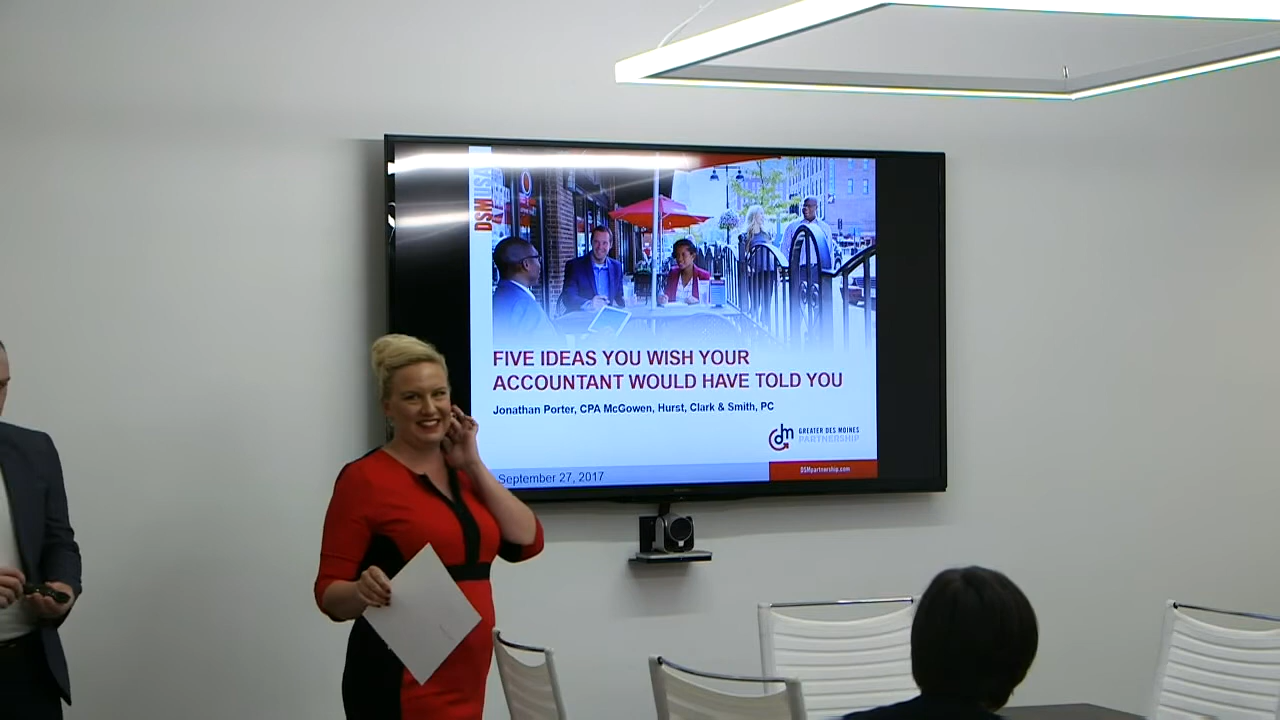 DSM USA
FIVE IDEAS YOU WISH YOUR
ACCOUNTANT WOULD HAVE TOLD YOU
Jonathan Porter, CPA McGowen, Hurst, Clark & Smith, PC
dm
GREATER DES MOINES
PARTNERSHIP
September 27, 2017
DSMpartnership.com